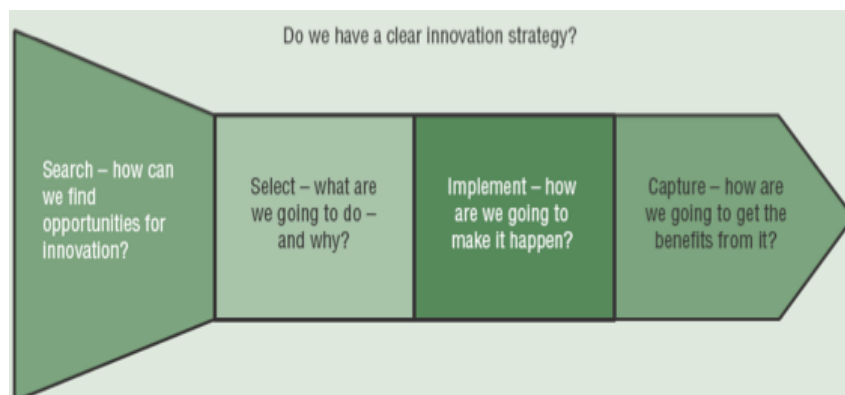 Do we have a clear innovation strategy?
Search – how can
we find
opportunities for
innovation?
Select – what are
we going to do –
and why?
Implement – how
are we going to
make it happen?
Capture – how are
we going to get the
benefits from it?